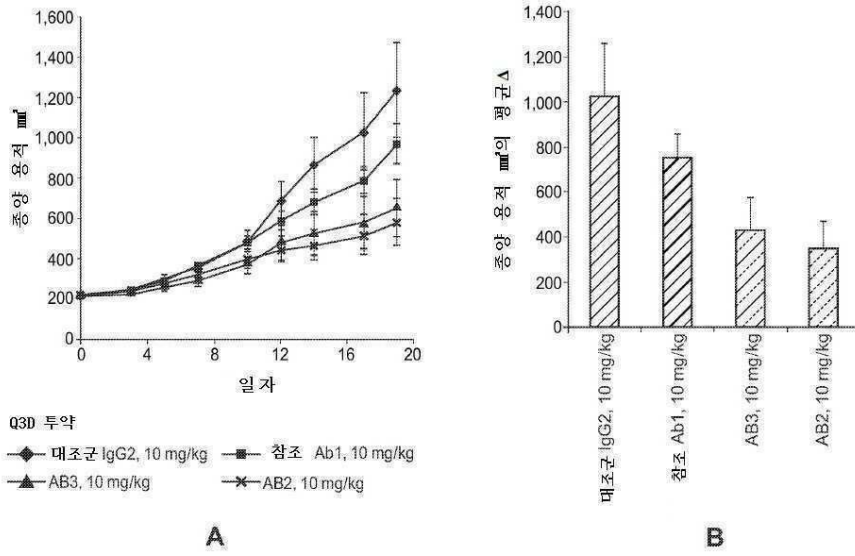 1,600
1,400
1,200
1,000
800
600
400
200
0
종양 용적 ㎣
0 4 8 12 16 20
일자
Q3D 투약
대조군 IgG2, 10 mg/kg
참조 Ab1, 10 mg/kg
AB3, 10 mg/kg
AB2, 10 mg/kg
A
1,400
1,200
1,000
800
600
400
200
0
종양 용적 ㎣의 평균 Δ
대조군 IgG2, 10 mg/kg
참조 Ab1, 10 mg/kg
AB3, 10 mg/kg
AB2, 10 mg/kg
B